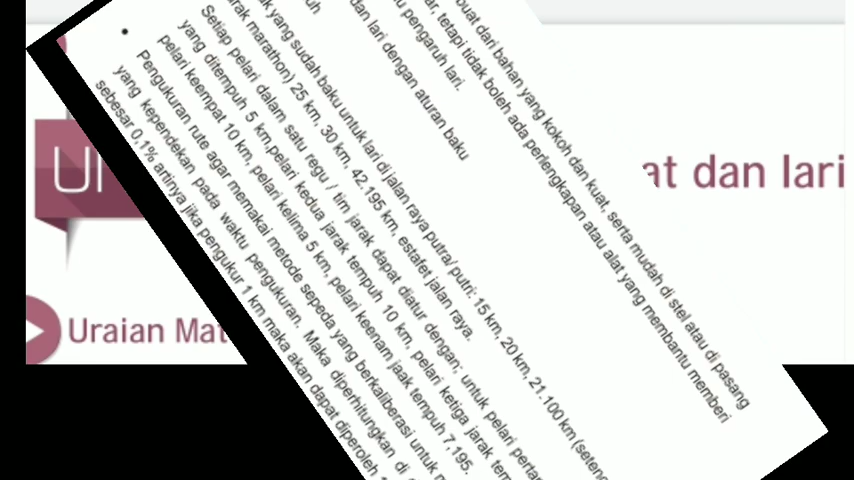 UR
at dan lari
Uraian Mat
buat dari bahan yang kokoh dan kuat, serta mudah di stel atau di pasang
ar, tetapi tidak boleh ada perlengkapan atau alat yang membantu memberi
u pengaruh lari.
dan lari dengan aturan baku
uh
k yang sudah baku untuk lari di jalan raya putra/ putri: 15 km, 20 km, 21.100 km (seteng
rak marathon) 25 km, 30 km, 42.195 km, estafet jalan raya.
Setiap pelari dalam satu regu / tim jarak dapat diatur dengan: untuk pelari pertar
yang ditempuh 5 km,pelari kedua jarak tempuh 10 km, pelari ketiga jarak tem
pelari keempat 10 km, pelari kelima 5 km, pelari keenam jaak tempuh 7.195.
• Pengukuran rute agar memakai metode sepeda yang berkaliberasi untuk
yang kependekan pada waktu pengukuran. Maka diperhitungkan di
sebesar 0,1% artinya jika pengukur 1 km maka akan dapat diperoleh